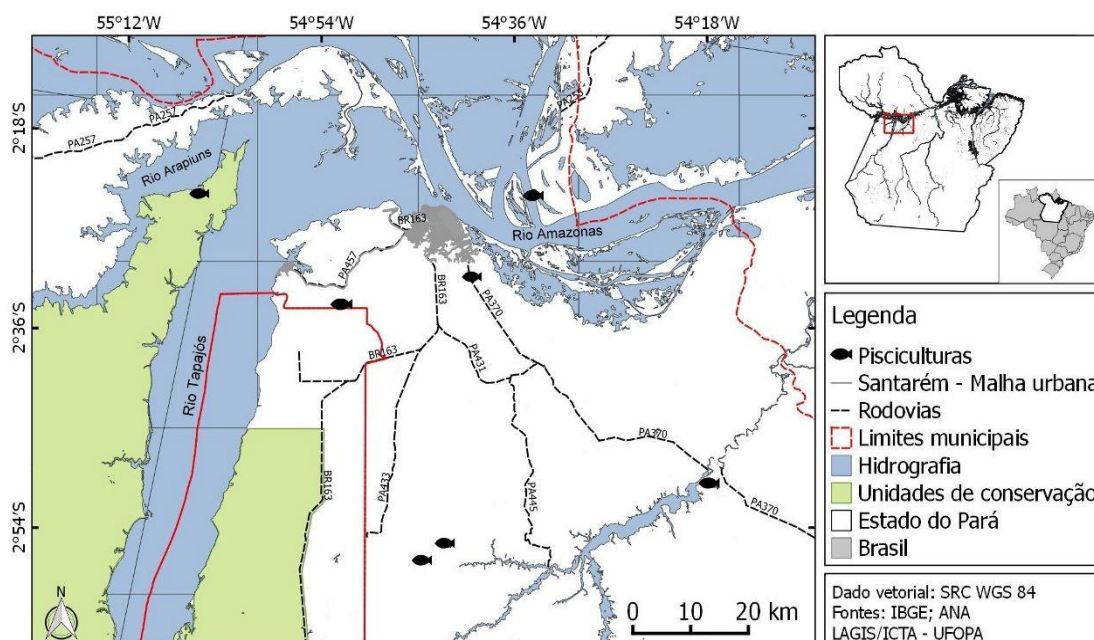 55°12'W 54°54'W 54°36'W 54°18'W
2°18'S
2°36'S
2°54'S
PA257
PA257
PA255
Rio Arapiuns
BR163
Rio Amazonas
PA457
BR163
PA370
Rio Tapajós
BR163
PA431
PA370
BR163
PA433
PA445
PA370
N
0 10 20 km
Legenda
Pisciculturas
Santarém - Malha urbana
Rodovias
Limites municipais
Hidrografia
Unidades de conservação
Estado do Pará
Brasil
Dado vetorial: SRC WGS 84
Fontes: IBGE; ANA
LAGIS/ICTA - UFOPA